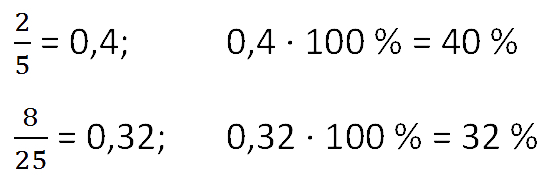 2/5 = 0,4; 0,4 · 100 % = 40 %
8/25 = 0,32; 0,32 · 100 % = 32 %